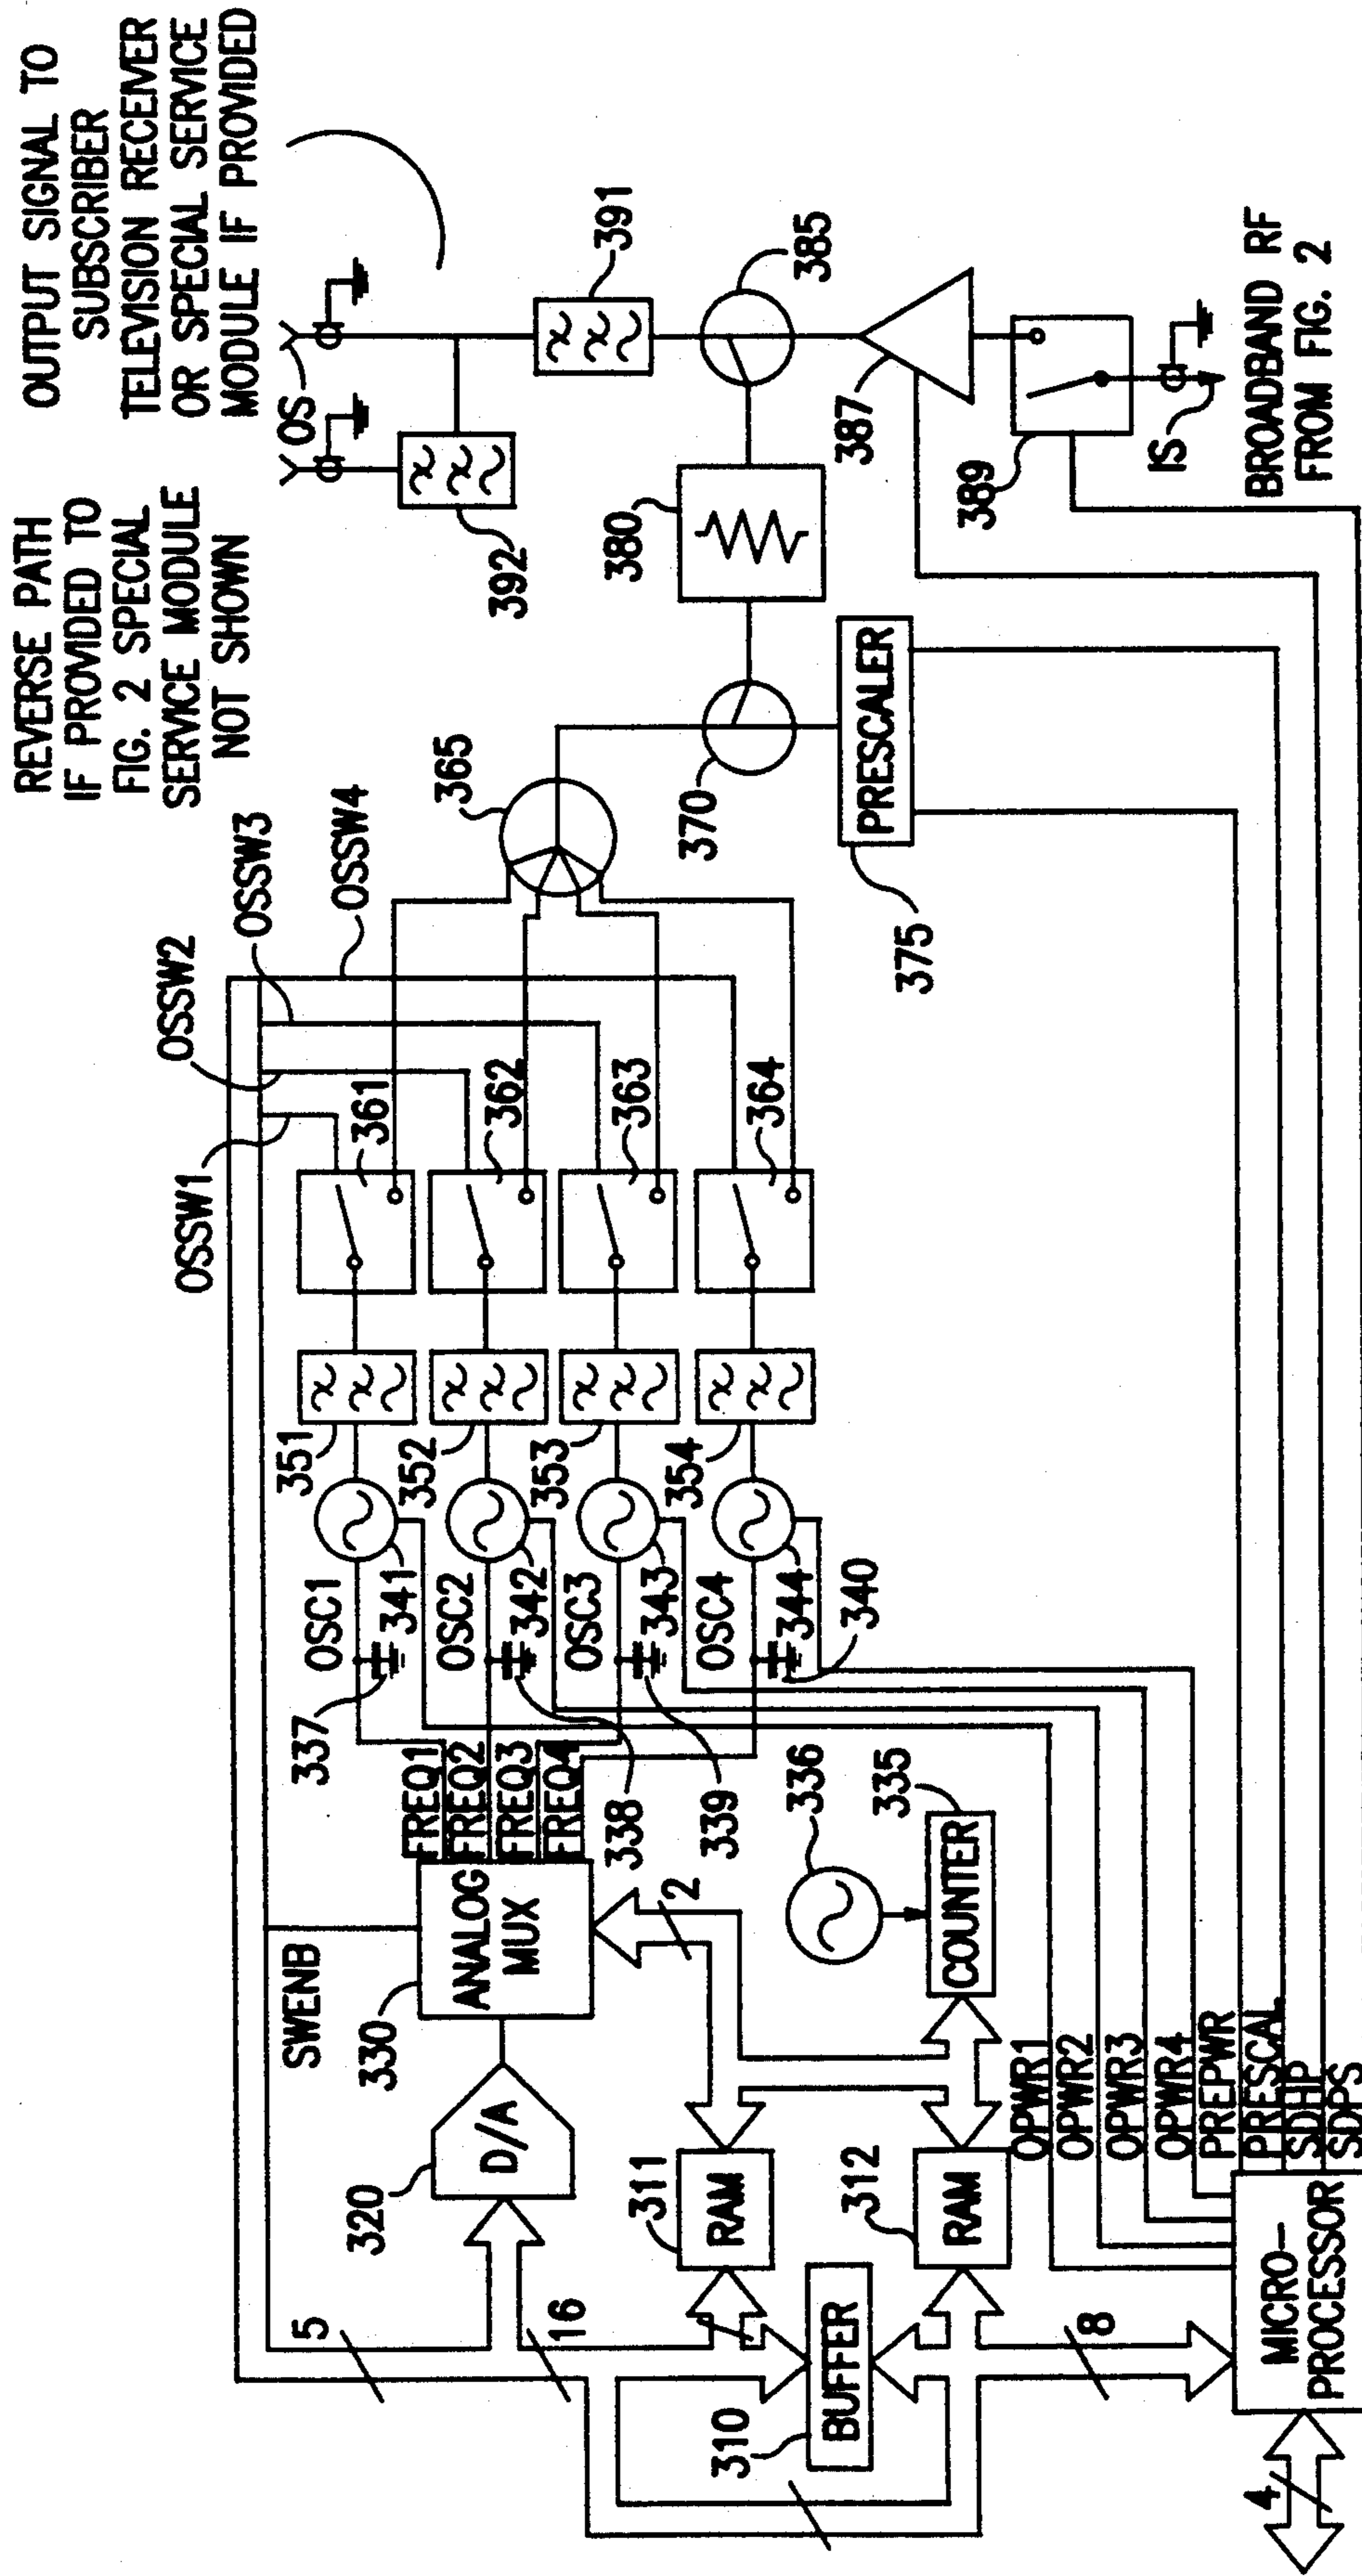 REVERSE PATH
IF PROVIDED TO
FIG. 2 SPECIAL
SERVICE MODULE
NOT SHOWN
OUTPUT SIGNAL TO
SUBSCRIBER
TELEVISION RECEIVER
OR SPECIAL SERVICE
MODULE IF PROVIDED
OS
392
391
385
380
387
389
IS
BROADBAND RF
FROM FIG. 2
OSSW1
OSSW2
OSSW3
OSSW4
365
370
PRESCALER
375
361
362
363
364
351
352
353
354
OSC1
341
OSC2
342
OSC3
343
OSC4
344
337
338
339
340
FREQ1
FREQ2
FREQ3
FREQ4
SWENB
330
ANALOG
MUX
320
D/A
2
336
335
COUNTER
5
16
311
RAM
312
RAM
310
BUFFER
8
OPWR1
OPWR2
OPWR3
OPWR4
PREPWR
PRESCAL
SDHP
SDPS
MICRO-
PROCESSOR
4